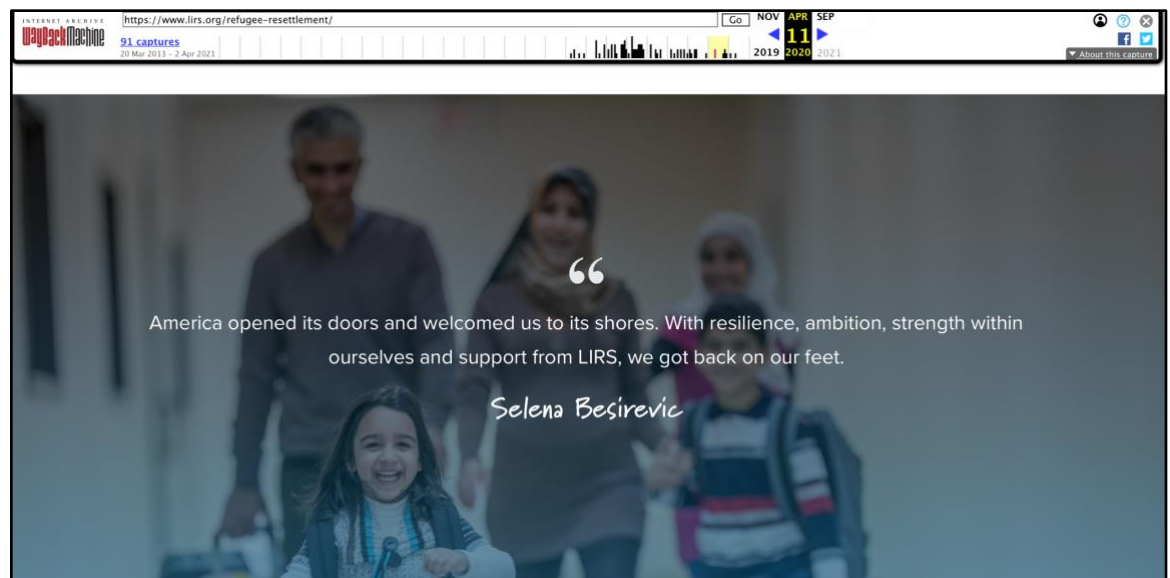 INTERNET ARCHIVE
WayBackMachine
https://www.lirs.org/refugee-resettlement/
Go
91 captures
20 Mar 2013 - 2 Apr 2021
NOV APR SEP
11
2019 2020 2021
▼ About this capture
“
America opened its doors and welcomed us to its shores. With resilience, ambition, strength within
ourselves and support from LIRS, we got back on our feet.
Selena Besirevic